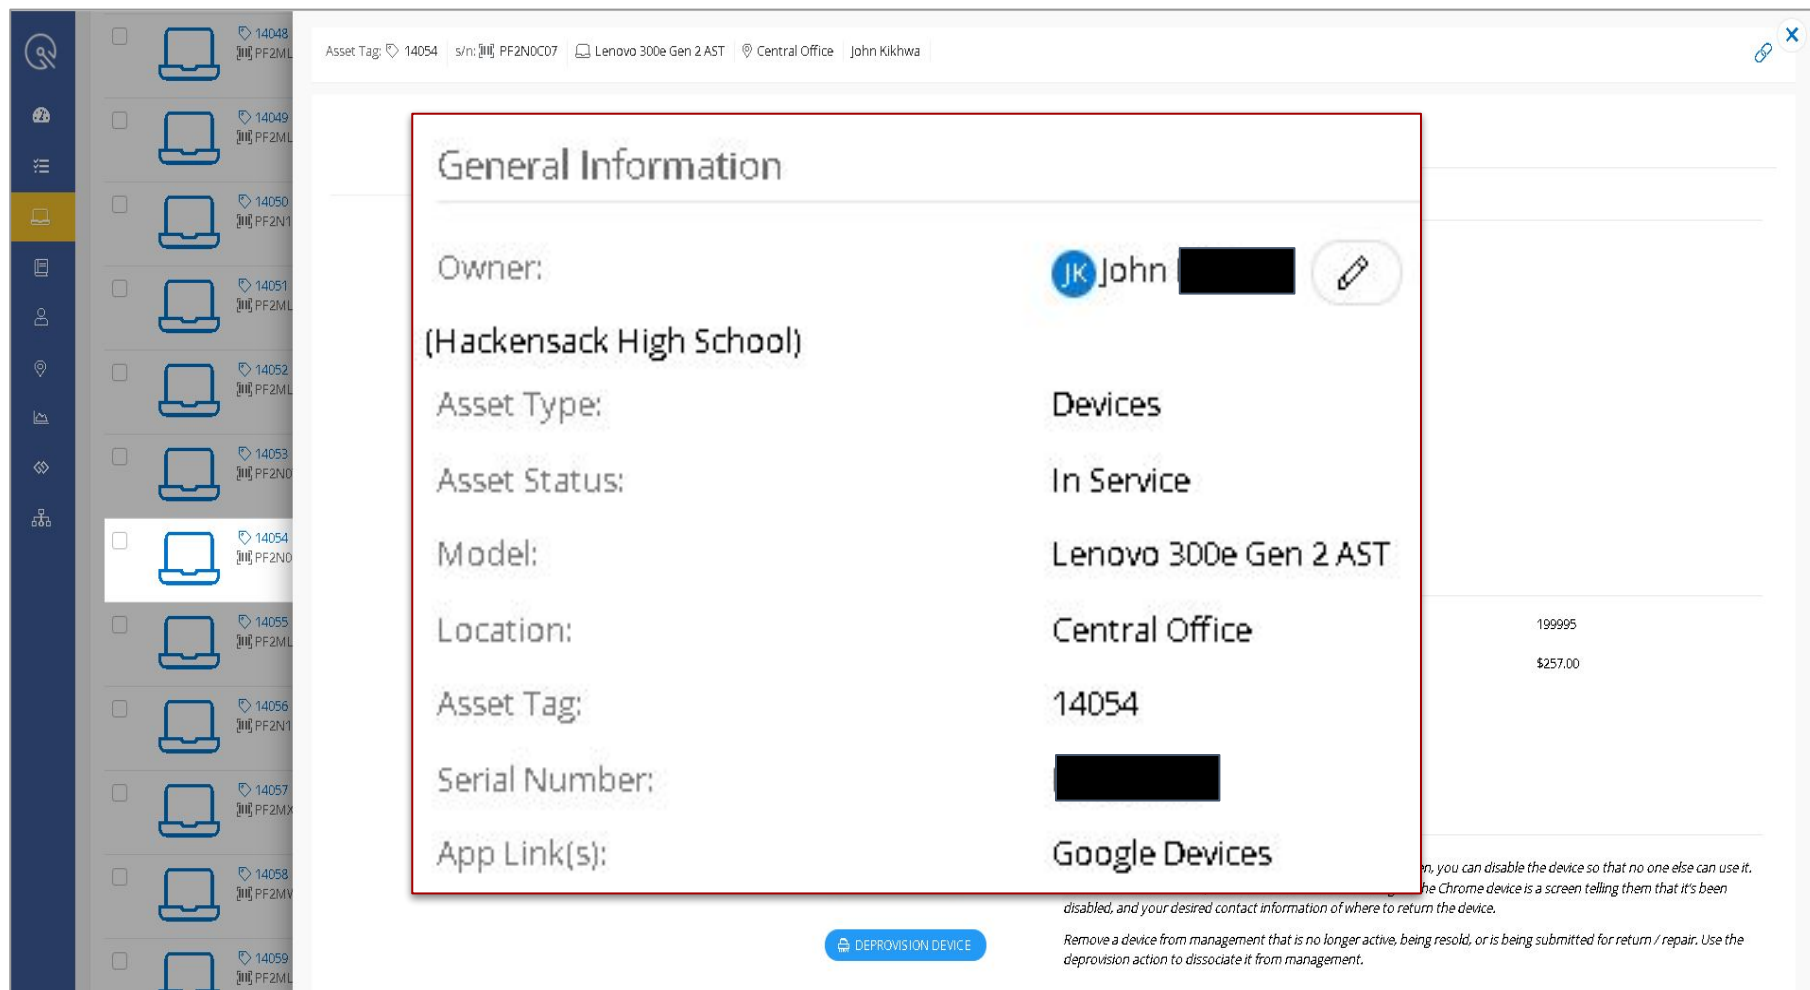 14048
PF2ML
14049
PF2ML
14050
PF2N1
14051
PF2ML
14052
PF2ML
14053
PF2N0
14054
PF2N0
14055
PF2ML
14056
PF2N1
14057
PF2MX
14058
PF2MV
14059
PF2ML
Asset Tag: 14054 s/n: PF2N0C07 Lenovo 300e Gen 2 AST Central Office John Kikhwa
General Information
Owner: JK John
(Hackensack High School)
Asset Type: Devices
Asset Status: In Service
Model: Lenovo 300e Gen 2 AST
Location: Central Office
Asset Tag: 14054
Serial Number:
App Link(s): Google Devices
199995
$257.00
n, you can disable the device so that no one else can use it.
he Chrome device is a screen telling them that it's been
disabled, and your desired contact information of where to return the device.
DEPROVISION DEVICE
Remove a device from management that is no longer active, being resold, or is being submitted for return / repair. Use the
deprovision action to dissociate it from management.